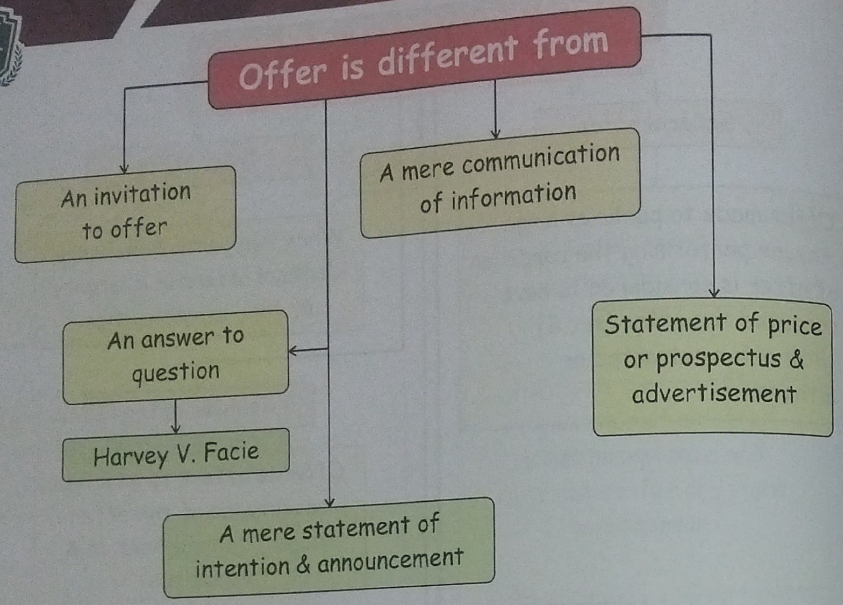 Offer is different from
An invitation
to offer
A mere communication
of information
An answer to
question
Harvey V. Facie
Statement of price
or prospectus &
advertisement
A mere statement of
intention & announcement